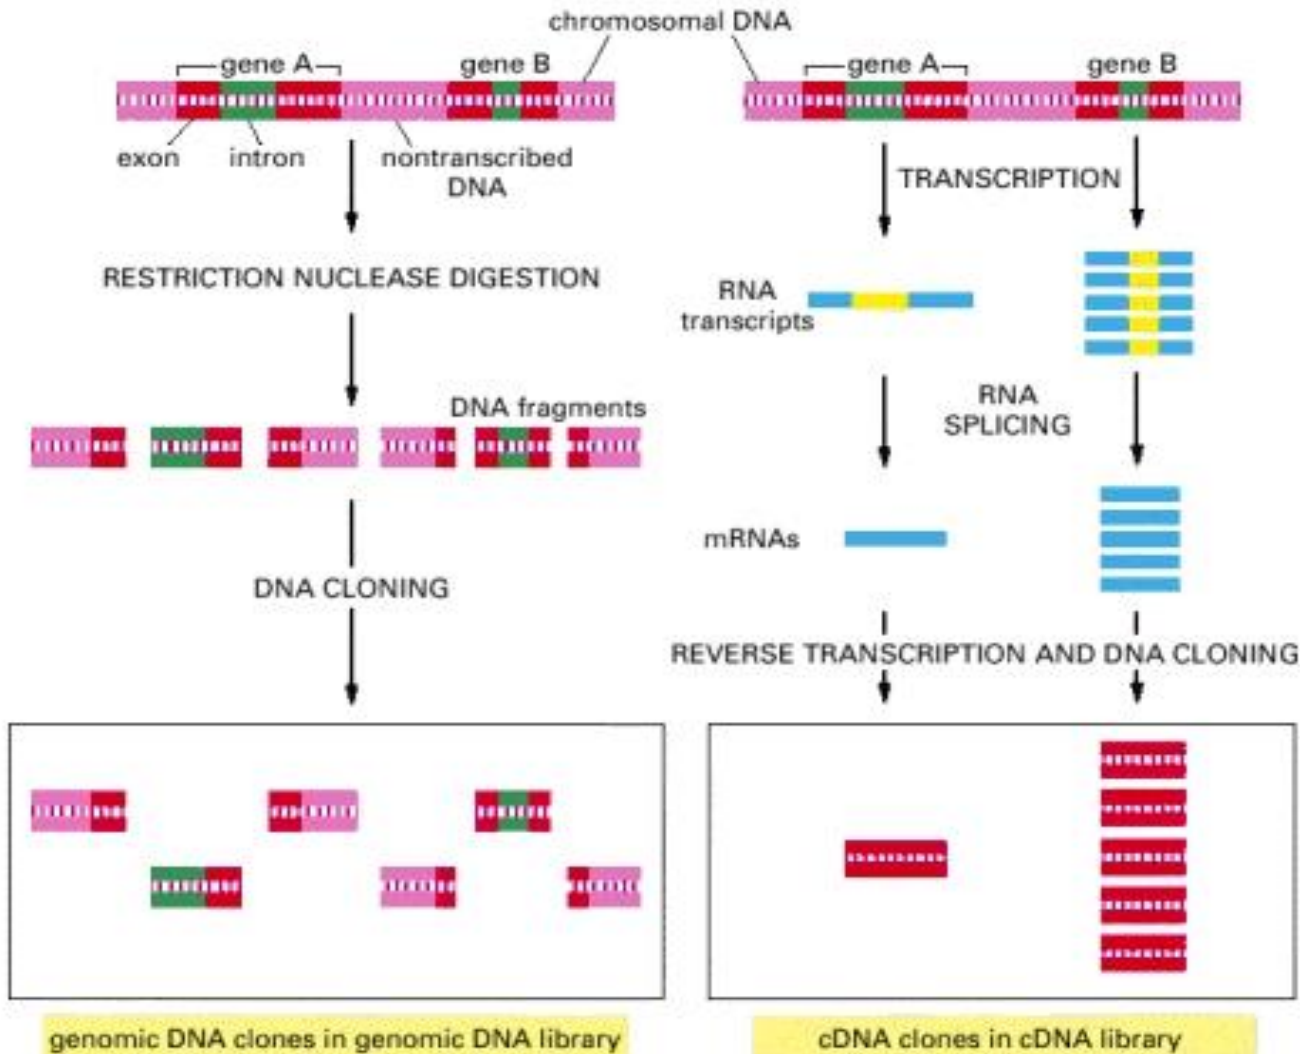 chromosomal DNA
gene A
gene B
exon
intron
nontranscribed
DNA
RESTRICTION NUCLEASE DIGESTION
DNA fragments
DNA CLONING
genomic DNA clones in genomic DNA library
gene A
gene B
TRANSCRIPTION
RNA
transcripts
RNA
SPLICING
mRNAs
REVERSE TRANSCRIPTION AND DNA CLONING
cDNA clones in cDNA library